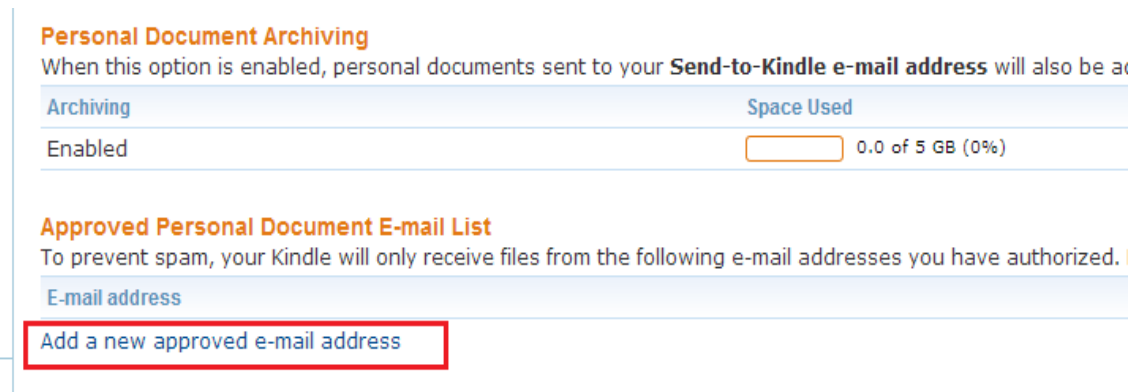 Personal Document Archiving
When this option is enabled, personal documents sent to your Send-to-Kindle e-mail address will also be
Archiving Space Used
Enabled 0.0 of 5 GB (0%)
Approved Personal Document E-mail List
To prevent spam, your Kindle will only receive files from the following e-mail addresses you have authorized.
E-mail address
Add a new approved e-mail address